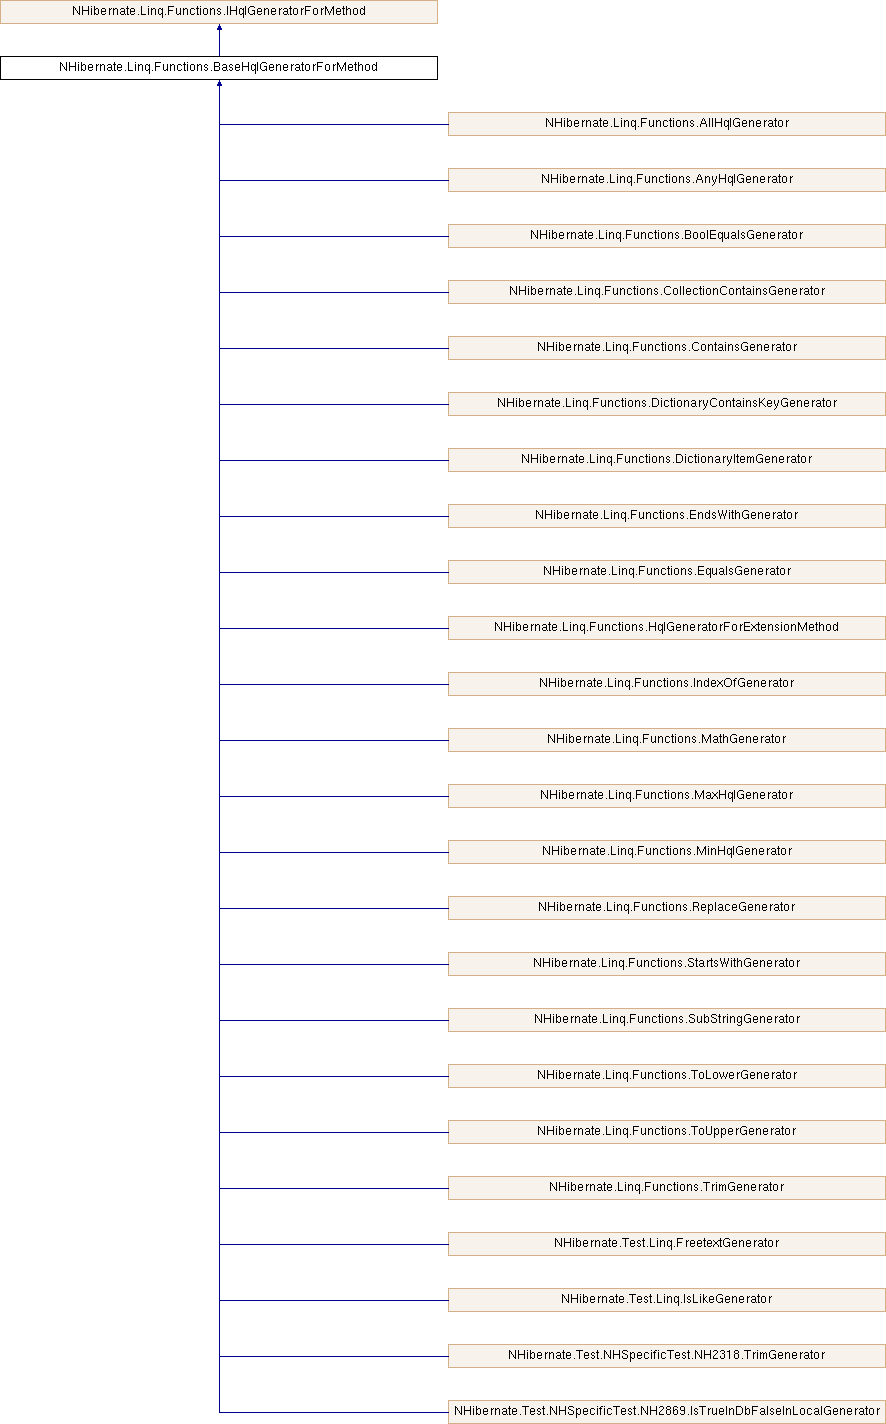 NHibernate.Linq.Functions.IHqlGeneratorForMethod
NHibernate.Linq.Functions.BaseHqlGeneratorForMethod
NHibernate.Linq.Functions.AllHqlGenerator
NHibernate.Linq.Functions.AnyHqlGenerator
NHibernate.Linq.Functions.BoolEqualsGenerator
NHibernate.Linq.Functions.CollectionContainsGenerator
NHibernate.Linq.Functions.ContainsGenerator
NHibernate.Linq.Functions.DictionaryContainsKeyGenerator
NHibernate.Linq.Functions.DictionaryItemGenerator
NHibernate.Linq.Functions.EndsWithGenerator
NHibernate.Linq.Functions.EqualsGenerator
NHibernate.Linq.Functions.HqlGeneratorForExtensionMethod
NHibernate.Linq.Functions.IndexOfGenerator
NHibernate.Linq.Functions.MathGenerator
NHibernate.Linq.Functions.MaxHqlGenerator
NHibernate.Linq.Functions.MinHqlGenerator
NHibernate.Linq.Functions.ReplaceGenerator
NHibernate.Linq.Functions.StartsWithGenerator
NHibernate.Linq.Functions.SubStringGenerator
NHibernate.Linq.Functions.ToLowerGenerator
NHibernate.Linq.Functions.ToUpperGenerator
NHibernate.Linq.Functions.TrimGenerator
NHibernate.Test.Linq.FreetextGenerator
NHibernate.Test.Linq.IsLikeGenerator
NHibernate.Test.NHSpecificTest.NH2318.TrimGenerator
NHibernate.Test.NHSpecificTest.NH2869.IsTrueInDbFalseInLocalGenerator